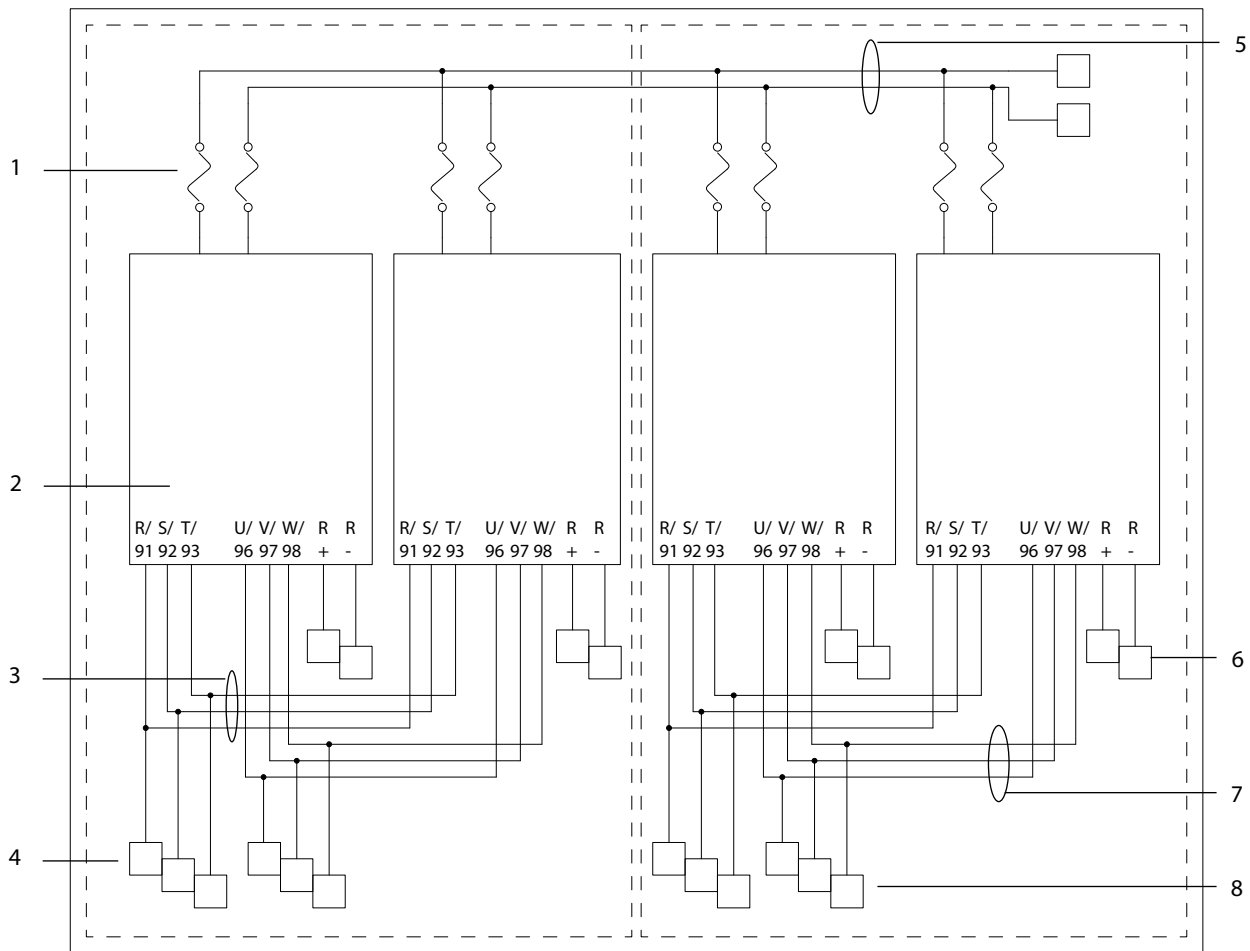 5
1
2
R/ S/ T/ U/ V/ W/ R R
91 92 93 96 97 98 + -
R/ S/ T/ U/ V/ W/ R R
91 92 93 96 97 98 + -
R/ S/ T/ U/ V/ W/ R R
91 92 93 96 97 98 + -
R/ S/ T/ U/ V/ W/ R R
91 92 93 96 97 98 + -
3
6
7
4
8